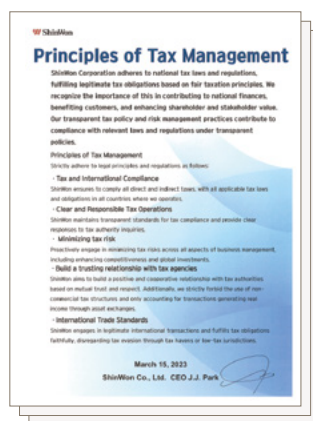 ShinWon
Principles of Tax Management
ShinWon Corporation adheres to national tax laws and regulations,
fulfilling legitimate tax obligations based on fair taxation principles. We
recognize the importance of this in contributing to national finances,
benefiting customers, and enhancing shareholder and stakeholder value.
Our transparent tax policy and risk management practices contribute to
compliance with relevant laws and regulations under transparent
policies.
Principles of Tax Management
Strictly adhere to legal principles and regulations as follows:
· Tax and International Compliance
ShinWon ensures to comply all direct and indirect taxes, with all applicable tax laws
and obligations in all countries where we operates.
· Clear and Responsible Tax Operations
ShinWon maintains transparent standards for tax compliance and provide clear
responses to tax authority inquiries.
· Minimizing tax risk
Proactively engage in minimizing tax risks across all aspects of business management,
including enhancing competitiveness and global investments.
· Build a trusting relationship with tax agencies
ShinWon aims to build a positive and cooperative relationship with tax authorities
based on mutual trust and respect. Additionally, we strictly forbid the use of non-
commercial tax structures and only accounting for transactions generating real
income through asset exchanges.
· International Trade Standards
ShinWon engages in legitimate international transactions and fulfills tax obligations
faithfully, disregarding tax evasion through tax havens or low-tax jurisdictions.
March 15, 2023
ShinWon Co., Ltd. CEO J.J. Park